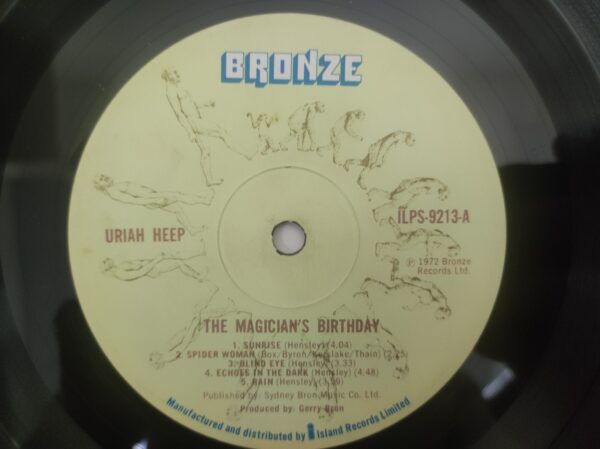 BRONZE
URIAH HEEP
ILPS-9213-A
℗ 1972 Bronze
Records Ltd.
THE MAGICIAN'S BIRTHDAY
1. SUNRISE (Hensley) (4.04)
2. SPIDER WOMAN (Box/Byron/Kerslake/Thain) (2.25)
3. BLIND EYE (Hensley) (3.33)
4. ECHOES IN THE DARK (Hensley) (4.48)
5. RAIN (Hensley) (3.59)
Published by: Sydney Bron Music Co. Ltd.
Produced by: Gerry Bron
Manufactured and distributed by Island Records Limited